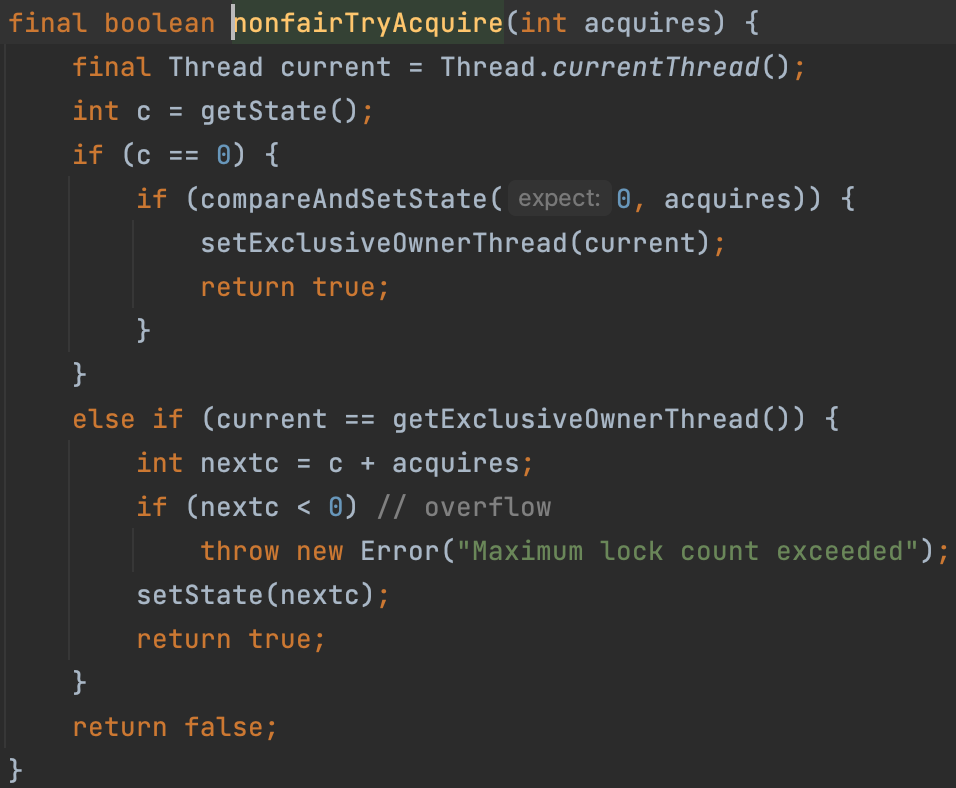 final boolean nonfairTryAcquire(int acquires) {
    final Thread current = Thread.currentThread();
    int c = getState();
    if (c == 0) {
        if (compareAndSetState( expect: 0, acquires)) {
            setExclusiveOwnerThread(current);
            return true;
        }
    }
    else if (current == getExclusiveOwnerThread()) {
        int nextc = c + acquires;
        if (nextc < 0) // overflow
            throw new Error("Maximum lock count exceeded");
        setState(nextc);
        return true;
    }
    return false;
}